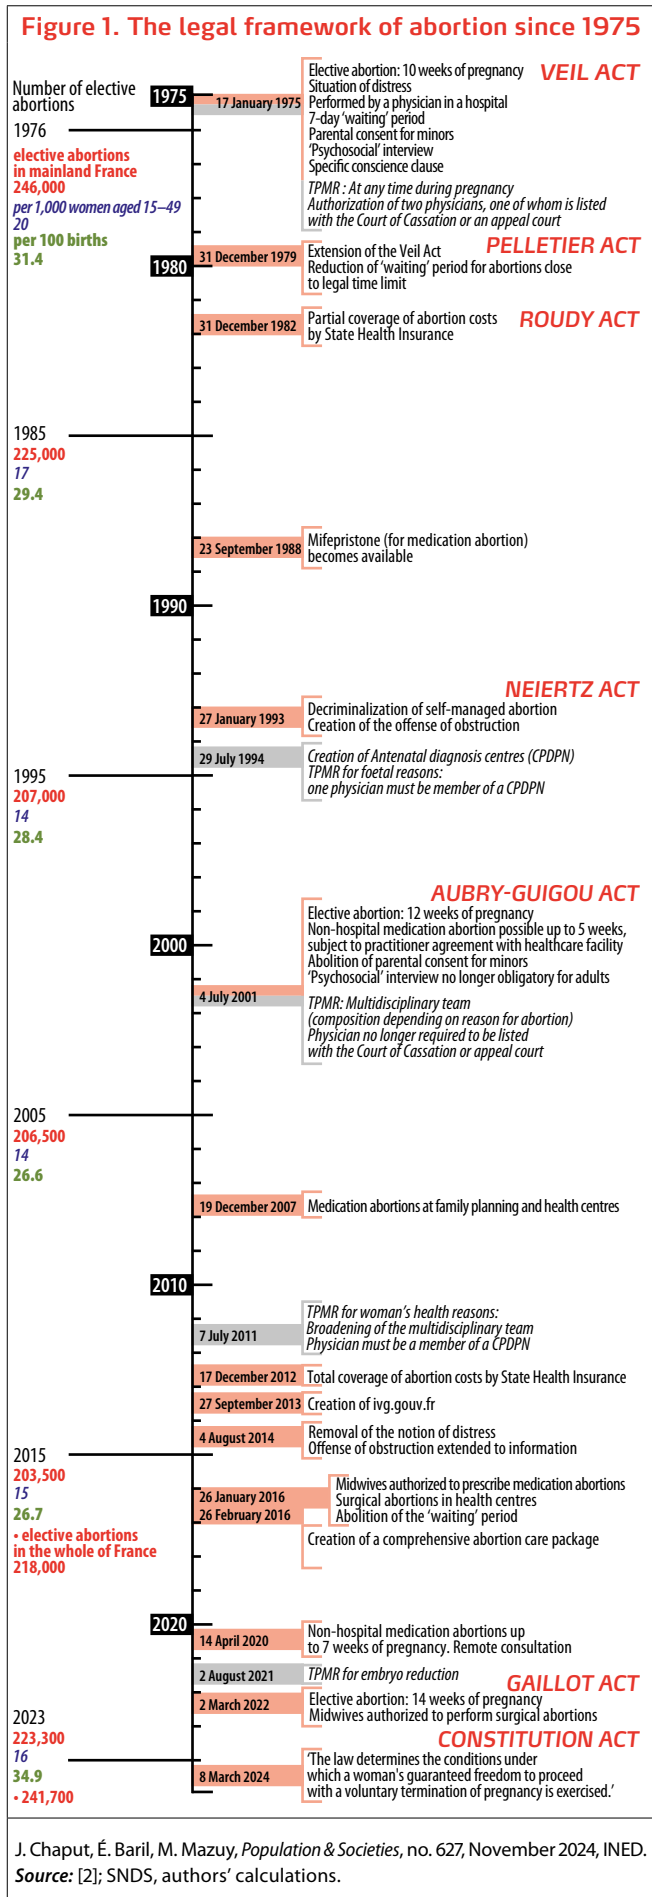 Figure 1. The legal framework of abortion since 1975
Number of elective
abortions
1975
17 January 1975
Elective abortion: 10 weeks of pregnancy
VEIL ACT
Situation of distress
Performed by a physician in a hospital
7-day ‘waiting’ period
Parental consent for minors
‘Psychosocial’ interview
Specific conscience clause
TPMR : At any time during pregnancy
Authorization of two physicians, one of whom is listed
with the Court of Cassation or an appeal court
1976
elective abortions
in mainland France
246,000
per 1,000 women aged 15–49
20
per 100 births
31.4
PELLETIER ACT
31 December 1979
Extension of the Veil Act
Reduction of ‘waiting’ period for abortions close
to legal time limit
1980
ROUDY ACT
31 December 1982
Partial coverage of abortion costs
by State Health Insurance
1985
225,000
17
29.4
23 September 1988
Mifepristone (for medication abortion)
becomes available
1990
NEIERTZ ACT
27 January 1993
Decriminalization of self-managed abortion
Creation of the offense of obstruction
29 July 1994
Creation of Antenatal diagnosis centres (CPDPN)
TPMR for foetal reasons:
one physician must be member of a CPDPN
1995
207,000
14
28.4
AUBRY-GUIGOU ACT
Elective abortion: 12 weeks of pregnancy
Non-hospital medication abortion possible up to 5 weeks,
subject to practitioner agreement with healthcare facility
Abolition of parental consent for minors
‘Psychosocial’ interview no longer obligatory for adults
2000
4 July 2001
TPMR: Multidisciplinary team
(composition depending on reason for abortion)
Physician no longer required to be listed
with the Court of Cassation or appeal court
2005
206,500
14
26.6
19 December 2007
Medication abortions at family planning and health centres
2010
7 July 2011
TPMR for woman's health reasons:
Broadening of the multidisciplinary team
Physician must be a member of a CPDPN
17 December 2012
Total coverage of abortion costs by State Health Insurance
27 September 2013
Creation of ivg.gouv.fr
4 August 2014
Removal of the notion of distress
Offense of obstruction extended to information
2015
203,500
15
26.7
• elective abortions
in the whole of France
218,000
26 January 2016
26 February 2016
Midwives authorized to prescribe medication abortions
Surgical abortions in health centres
Abolition of the ‘waiting’ period
Creation of a comprehensive abortion care package
2020
14 April 2020
Non-hospital medication abortions up
to 7 weeks of pregnancy. Remote consultation
2 August 2021
TPMR for embryo reduction
GAILLOT ACT
2 March 2022
Elective abortion: 14 weeks of pregnancy
Midwives authorized to perform surgical abortions
2023
223,300
16
34.9
• 241,700
CONSTITUTION ACT
8 March 2024
‘The law determines the conditions under
which a woman's guaranteed freedom to proceed
with a voluntary termination of pregnancy is exercised.’
J. Chaput, É. Baril, M. Mazuy, Population & Societies, no. 627, November 2024, INED.
Source: [2]; SNDS, authors’ calculations.